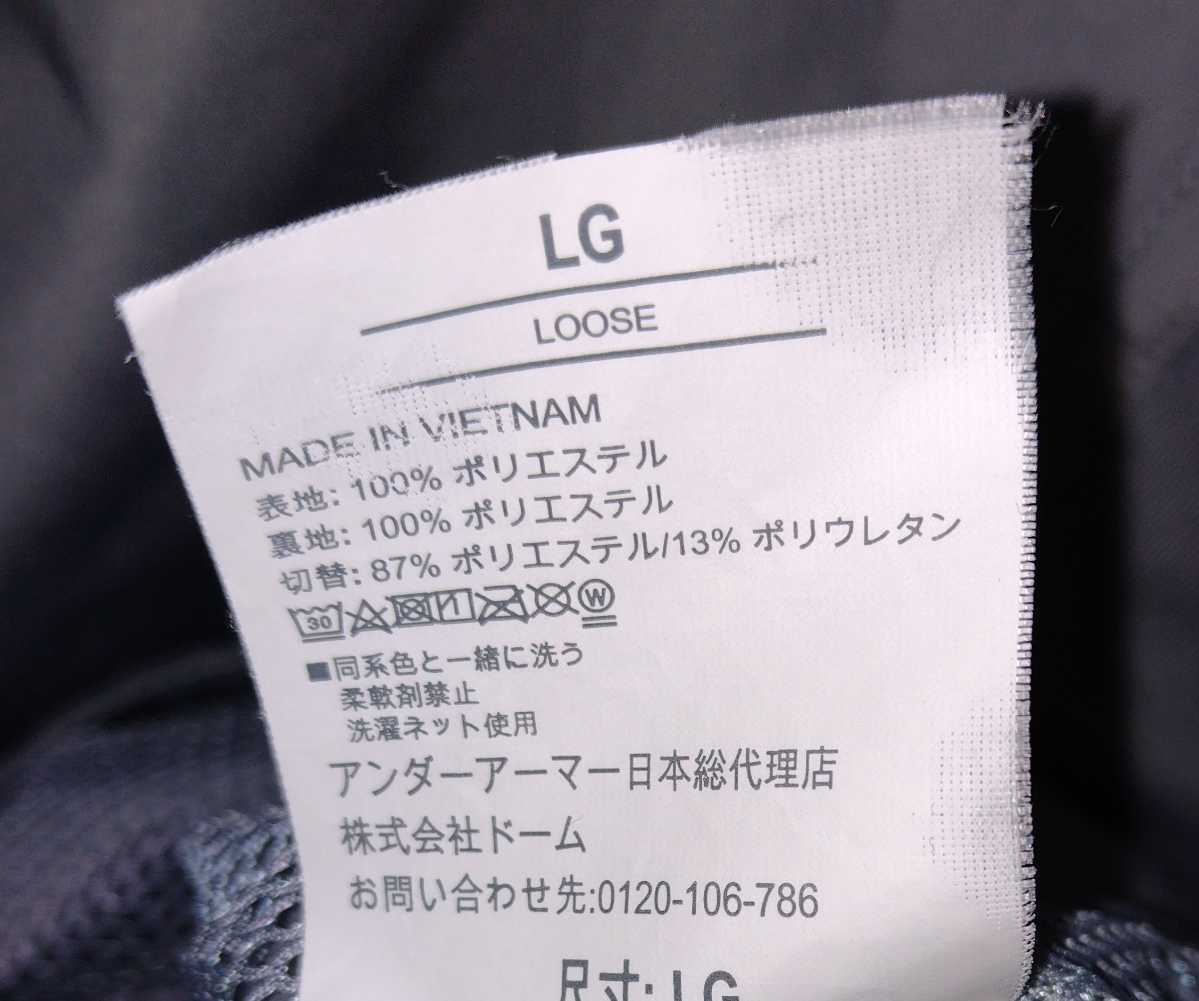 LG
LOOSE
MADE IN VIETNAM
表地: 100% ポリエステル
裏地: 100% ポリエステル
切替: 87% ポリエステル/13% ポリウレタン
30 W
■同系色と一緒に洗う
柔軟剤禁止
洗濯ネット使用
アンダーアーマー日本総代理店
株式会社ドーム
お問い合わせ先:0120-106-786
尺寸: LG